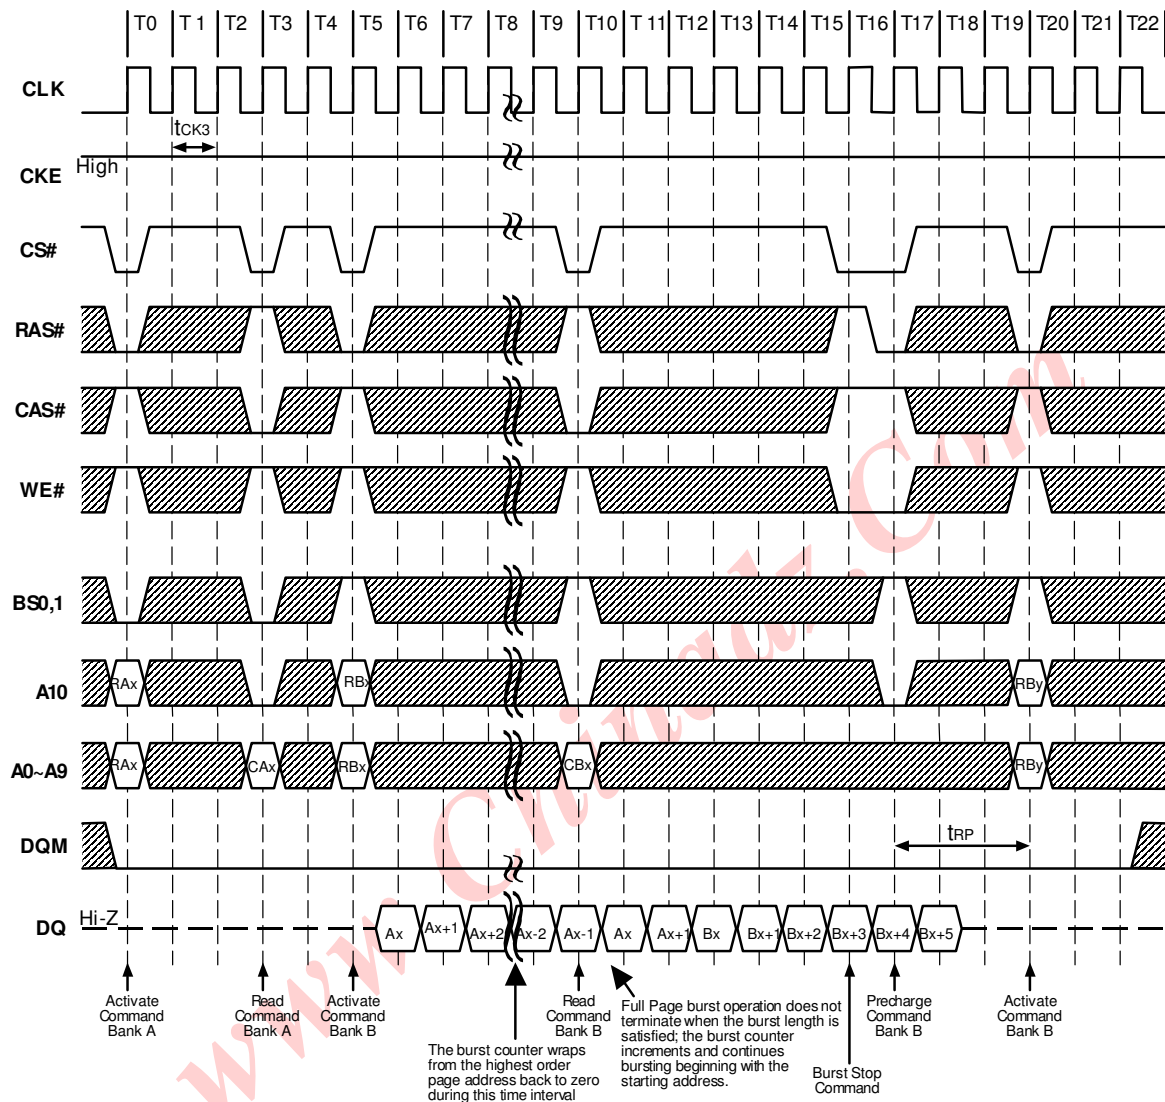 T0 T 1 T2 T3 T4 T5 T6 T7 T8 T9 T10 T 11 T12 T13 T14 T15 T16 T17 T18 T19 T20 T21 T22
CLK
tCK3
High
CKE
CS#
RAS#
CAS#
WE#
BS0,1
A10
RAx RBx RBy
A0~A9
RAx CAx RBx CBx RBy
DQM
tRP
Hi-Z
DQ
Ax Ax+1 Ax+2 Ax-2 Ax-1 Ax Ax+1 Bx Bx+1 Bx+2 Bx+3 Bx+4 Bx+5
Activate
Command
Bank A
Read
Command
Bank A
Activate
Command
Bank B
The burst counter wraps
from the highest order
page address back to zero
during this time interval
Read
Command
Bank B
Full Page burst operation does not
terminate when the burst length is
satisfied; the burst counter
increments and continues
bursting beginning with the
starting address.
Burst Stop
Command
Precharge
Command
Bank B
Activate
Command
Bank B
www.Chinadz.Com